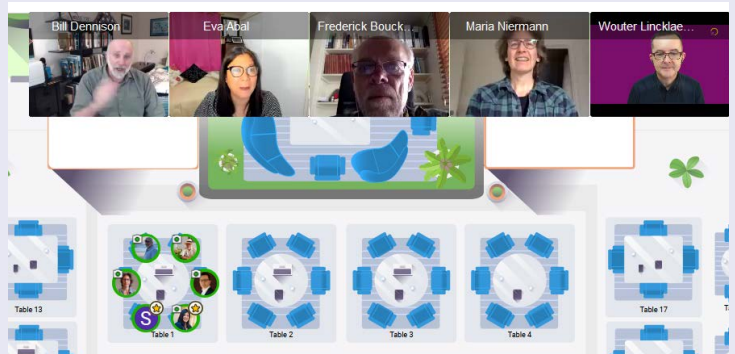 Bill Dennison
Eva Abal
Frederick Bouck...
Maria Niermann
Wouter Lincklae...
S
Table 13
Table 1
Table 2
Table 3
Table 4
Table 17
T